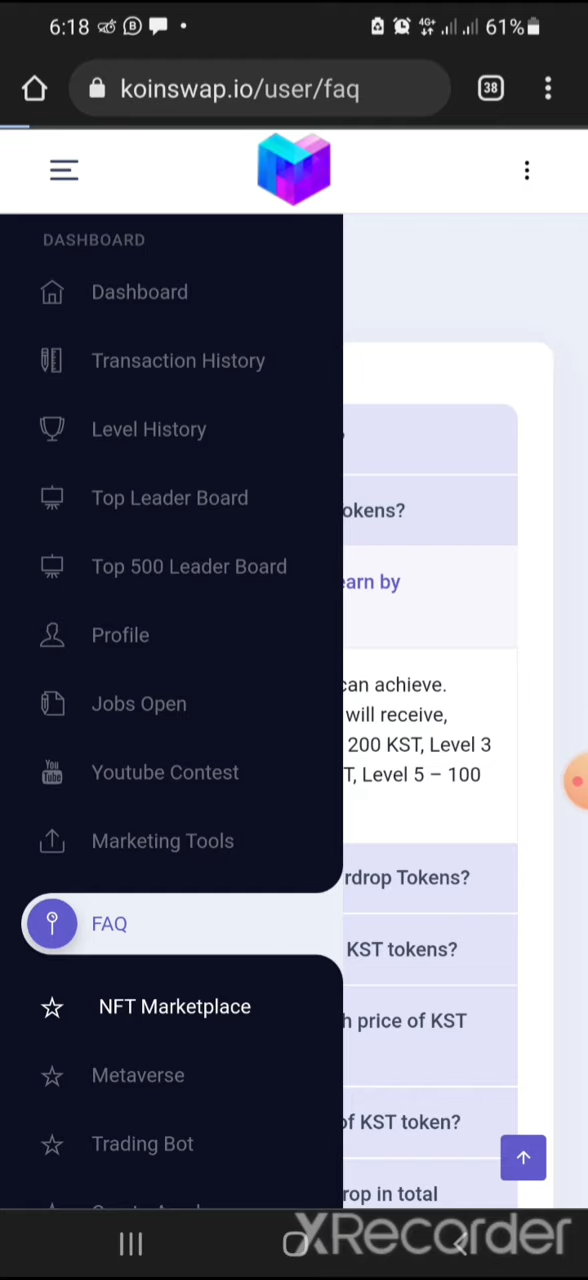 6:18
4G+
61%
koinswap.io/user/faq
38
DASHBOARD
Dashboard
Transaction History
Level History
Top Leader Board
okens?
Top 500 Leader Board
earn by
Profile
can achieve.
Jobs Open
will receive,
200 KST, Level 3
You
Tube
Youtube Contest
T, Level 5 – 100
Marketing Tools
rdrop Tokens?
FAQ
KST tokens?
NFT Marketplace
h price of KST
Metaverse
of KST token?
Trading Bot
rop in total
XRecorder